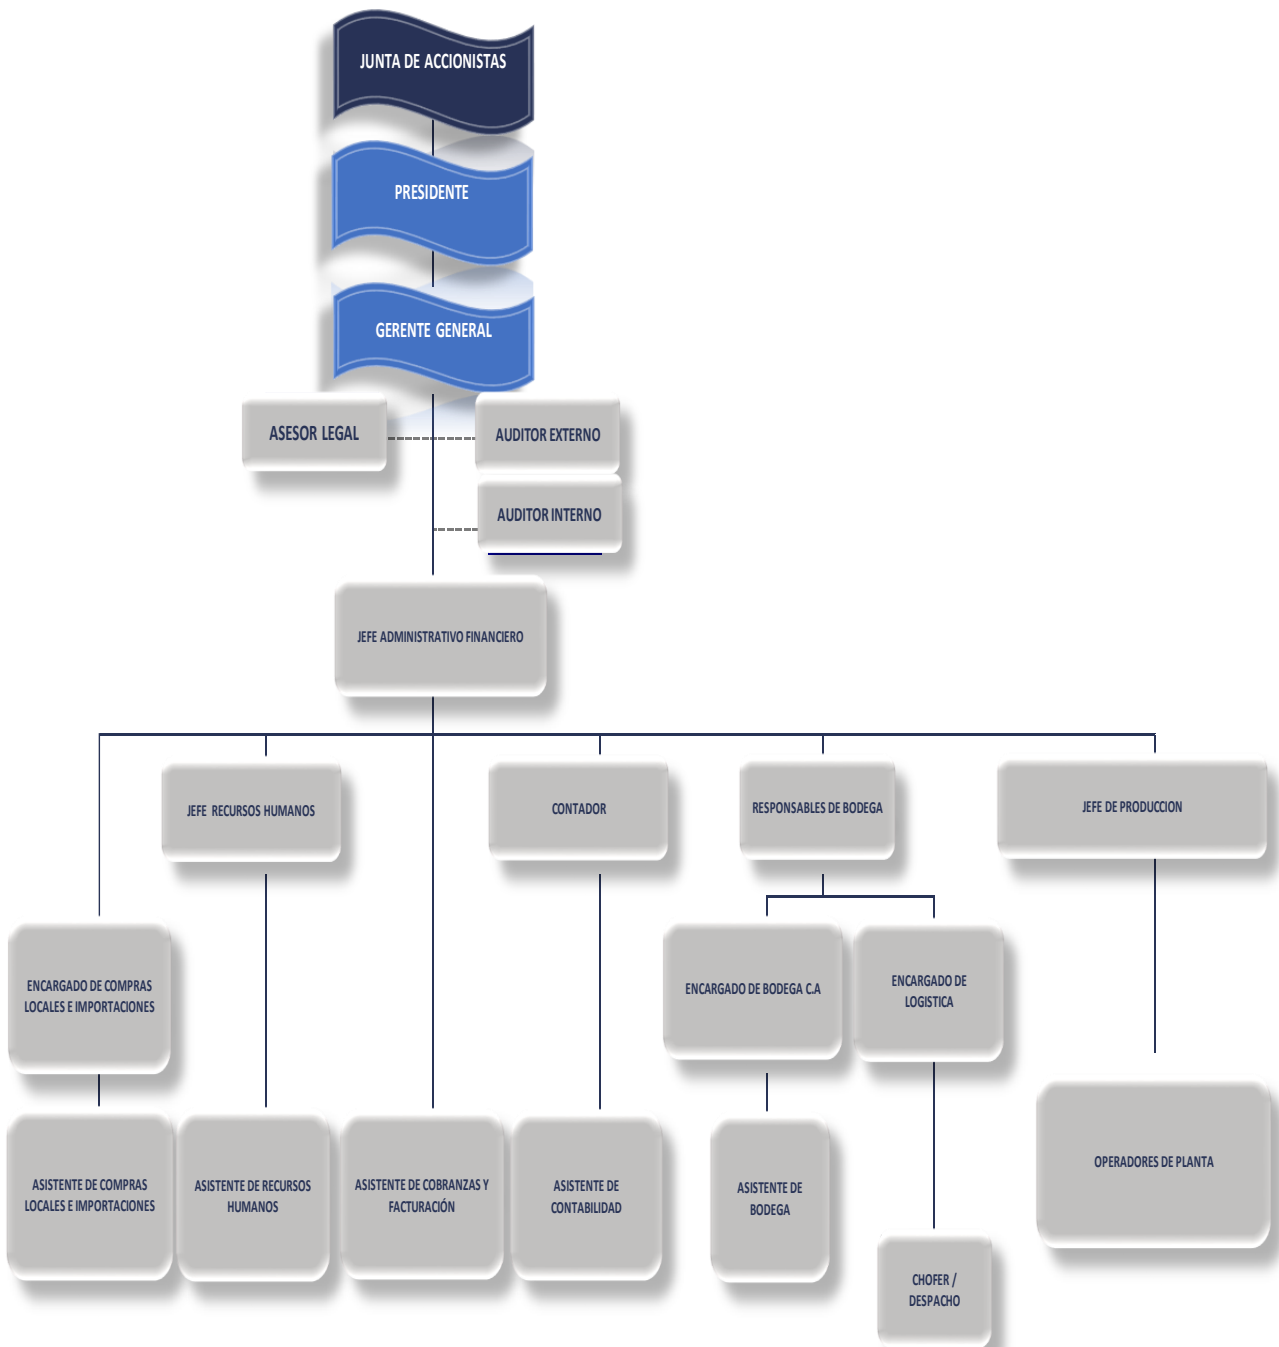 JUNTA DE ACCIONISTAS
PRESIDENTE
GERENTE GENERAL
ASESOR LEGAL
AUDITOR EXTERNO
AUDITOR INTERNO
JEFE ADMINISTRATIVO FINANCIERO
JEFE RECURSOS HUMANOS
CONTADOR
RESPONSABLES DE BODEGA
JEFE DE PRODUCCION
ENCARGADO DE COMPRAS
LOCALES E IMPORTACIONES
ENCARGADO DE BODEGA C.A
ENCARGADO DE
LOGISTICA
ASISTENTE DE COMPRAS
LOCALES E IMPORTACIONES
ASISTENTE DE RECURSOS
HUMANOS
ASISTENTE DE COBRANZAS Y
FACTURACIÓN
ASISTENTE DE
CONTABILIDAD
ASISTENTE DE
BODEGA
OPERADORES DE PLANTA
CHOFER /
DESPACHO